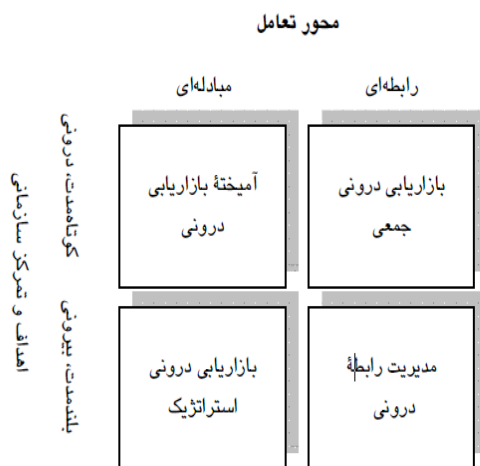 محور تعامل
رابطه‌ای
مبادله‌ای
بازاریابی درونی
جمعی
آمیختهٔ بازاریابی
درونی
کوتاه‌مدت، درونی
مدیریت رابطهٔ
درونی
بازاریابی درونی
استراتژیک
بلندمدت، بیرونی
اهداف و تمرکز سازمانی